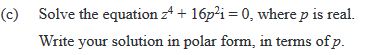 (c) Solve the equation z⁴ + 16p²i = 0, where p is real.
Write your solution in polar form, in terms of p.